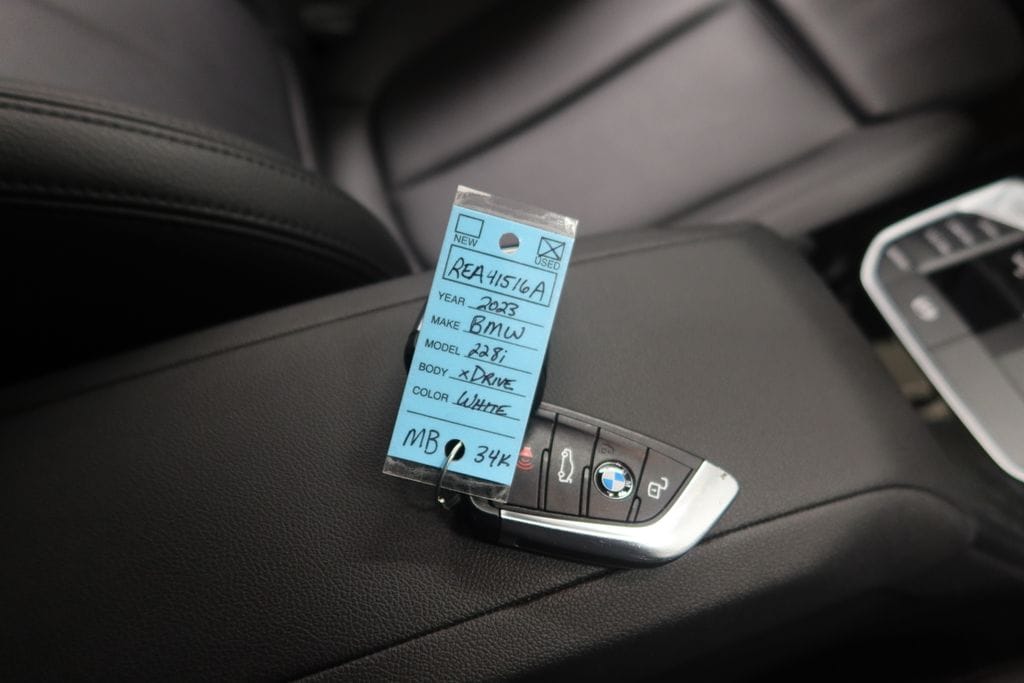 NEW
USED
REA41516A
YEAR 2023
MAKE BMW
MODEL 228i
BODY xDRIVE
COLOR WHITE
MB 34K